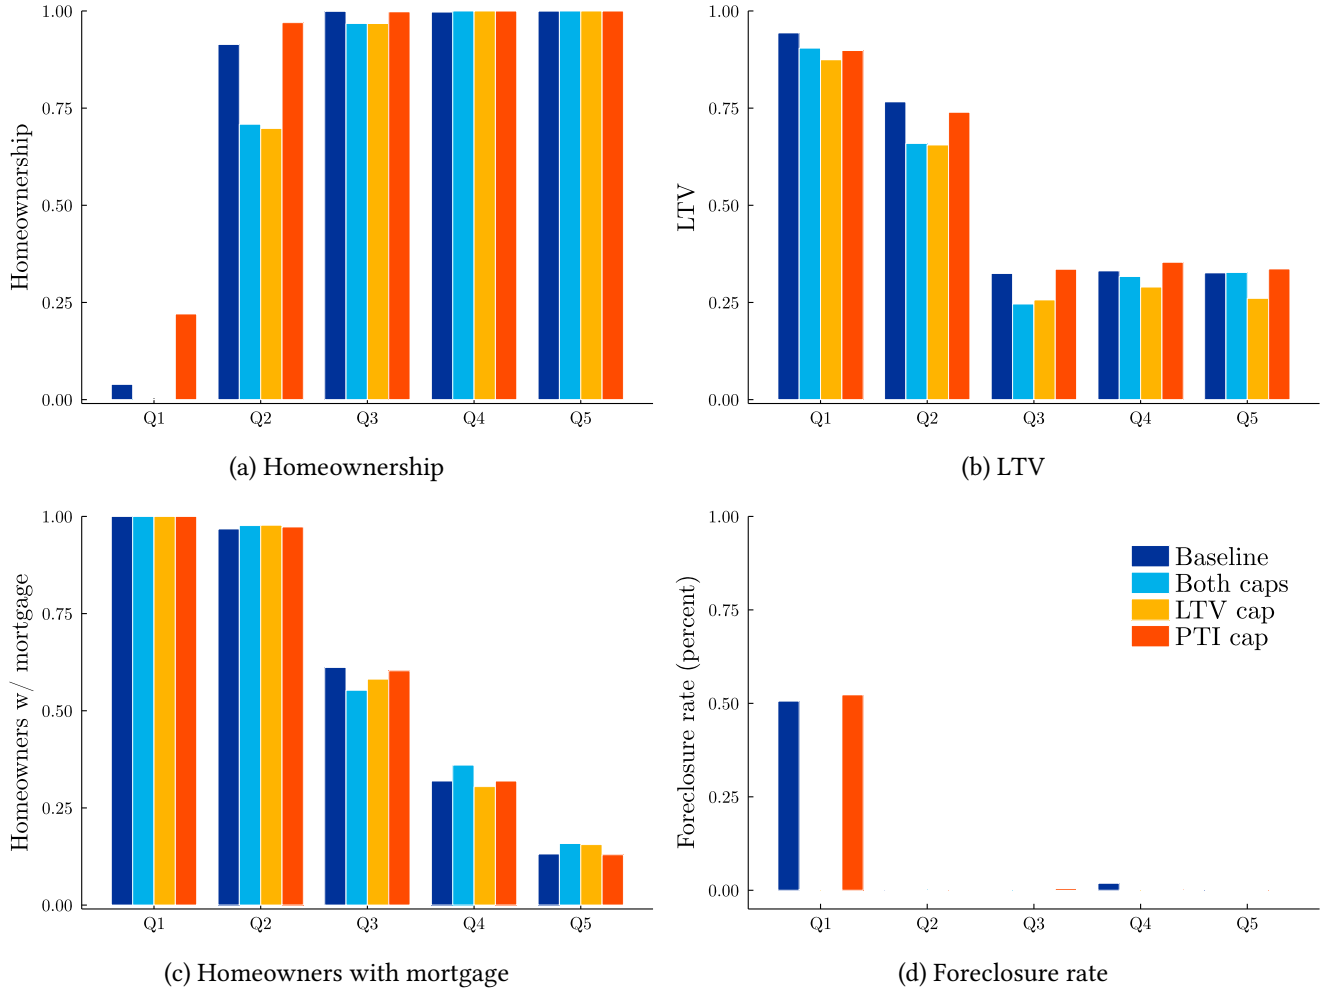 1.00
0.75
0.50
0.25
0.00
Homeownership
Q1 Q2 Q3 Q4 Q5
(a) Homeownership
1.00
0.75
0.50
0.25
0.00
LTV
Q1 Q2 Q3 Q4 Q5
(b) LTV
1.00
0.75
0.50
0.25
0.00
Homeowners w/ mortgage
Q1 Q2 Q3 Q4 Q5
(c) Homeowners with mortgage
1.00
0.75
0.50
0.25
0.00
Foreclosure rate (percent)
Baseline
Both caps
LTV cap
PTI cap
Q1 Q2 Q3 Q4 Q5
(d) Foreclosure rate